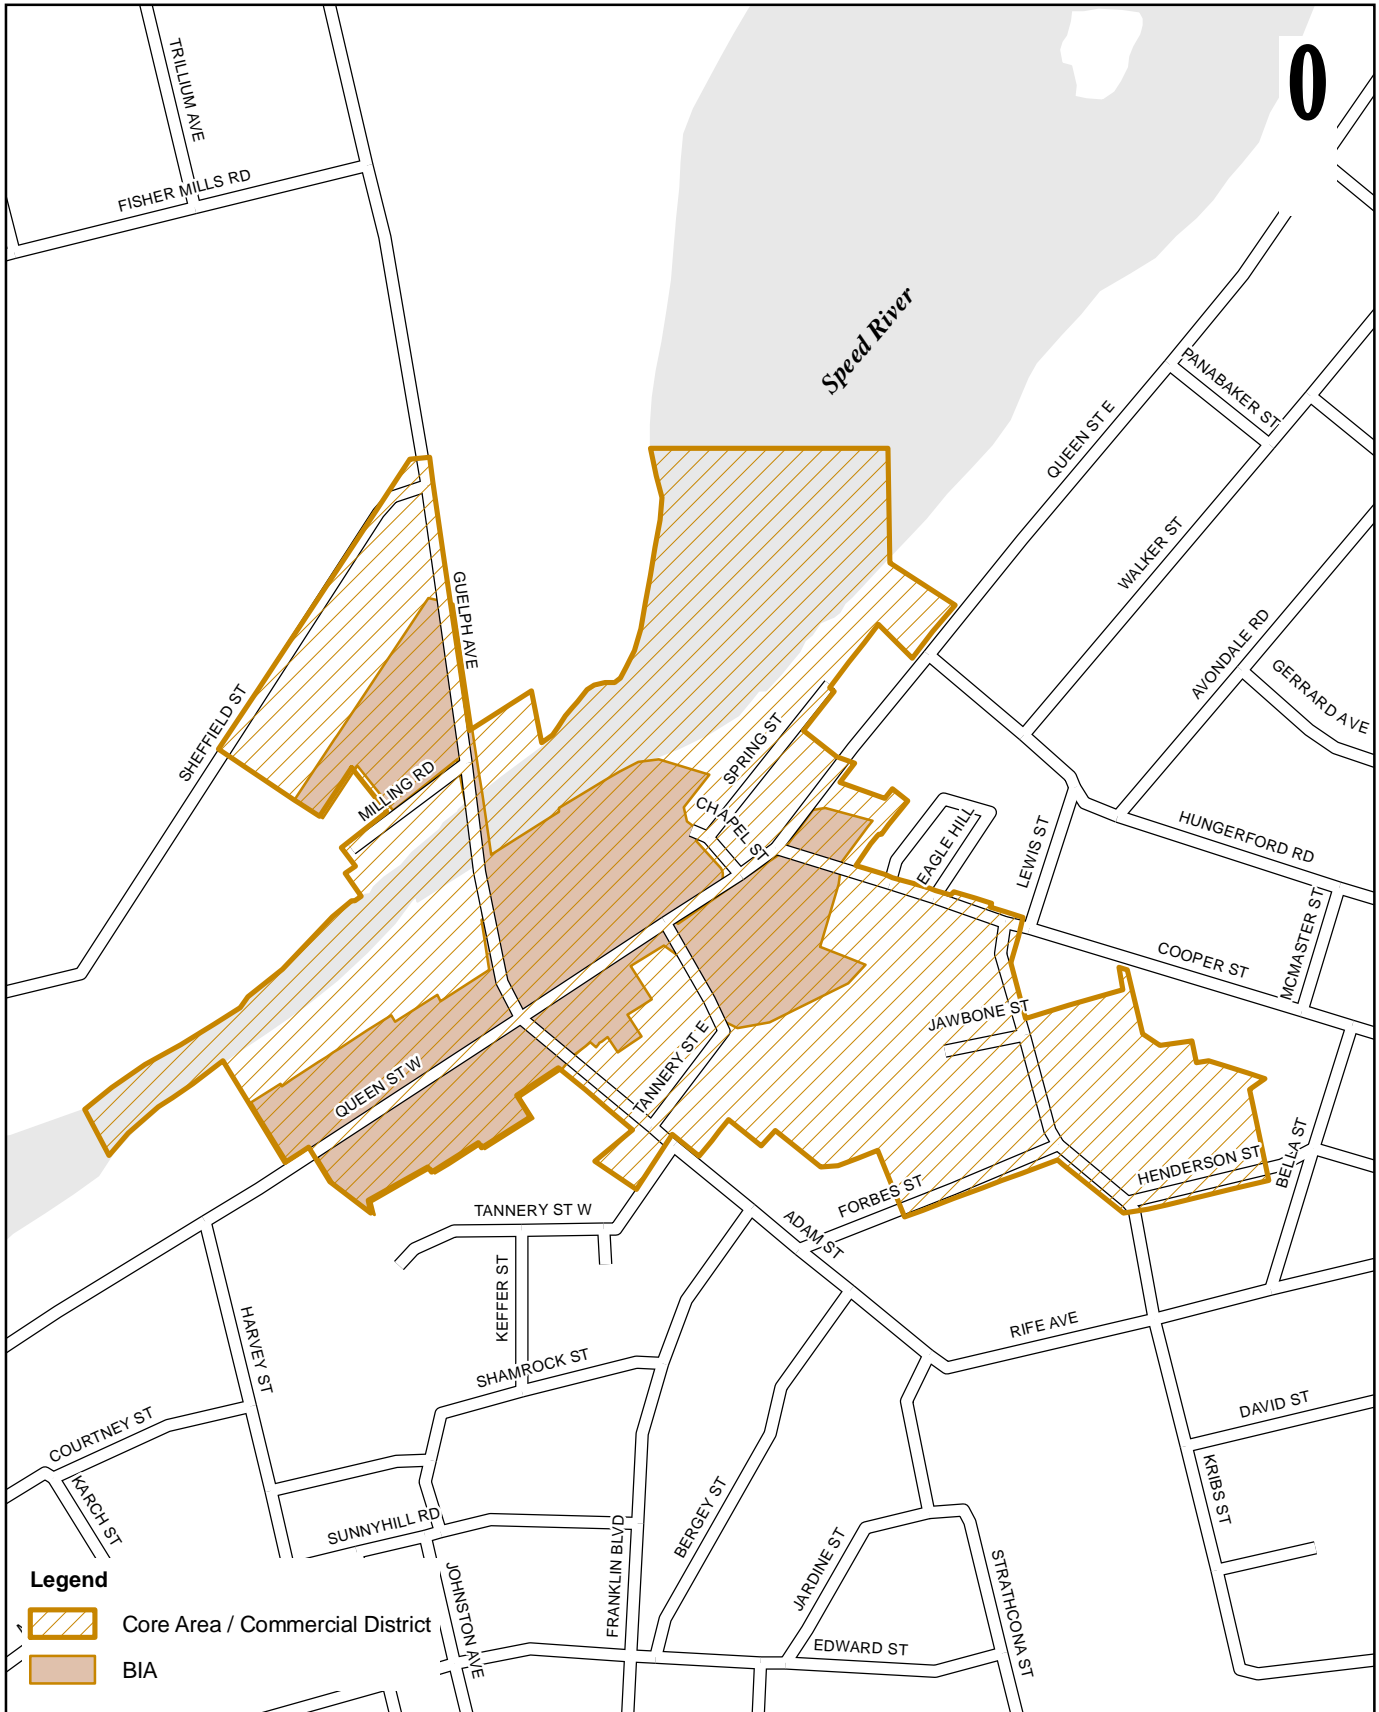 0
TRILLIUM AVE
FISHER MILLS RD
Speed River
PANABAKER ST
QUEEN ST E
WALKER ST
GUELPH AVE
AVONDALE RD
GERRARD AVE
SHEFFIELD ST
SPRING ST
MILLING RD
CHAPEL ST
EAGLE HILL
LEWIS ST
HUNGERFORD RD
MCMASTER ST
COOPER ST
JAWBONE ST
TANNERY ST E
QUEEN ST W
BELLA ST
HENDERSON ST
FORBES ST
TANNERY ST W
ADAM ST
KEFFER ST
HARVEY ST
RIFE AVE
SHAMROCK ST
DAVID ST
COURTNEY ST
KARCH ST
KRIBS ST
SUNNYHILL RD
BERGEY ST
FRANKLIN BLVD
JARDINE ST
STRATHCONA ST
JOHNSTON AVE
EDWARD ST
Legend
Core Area / Commercial District
BIA